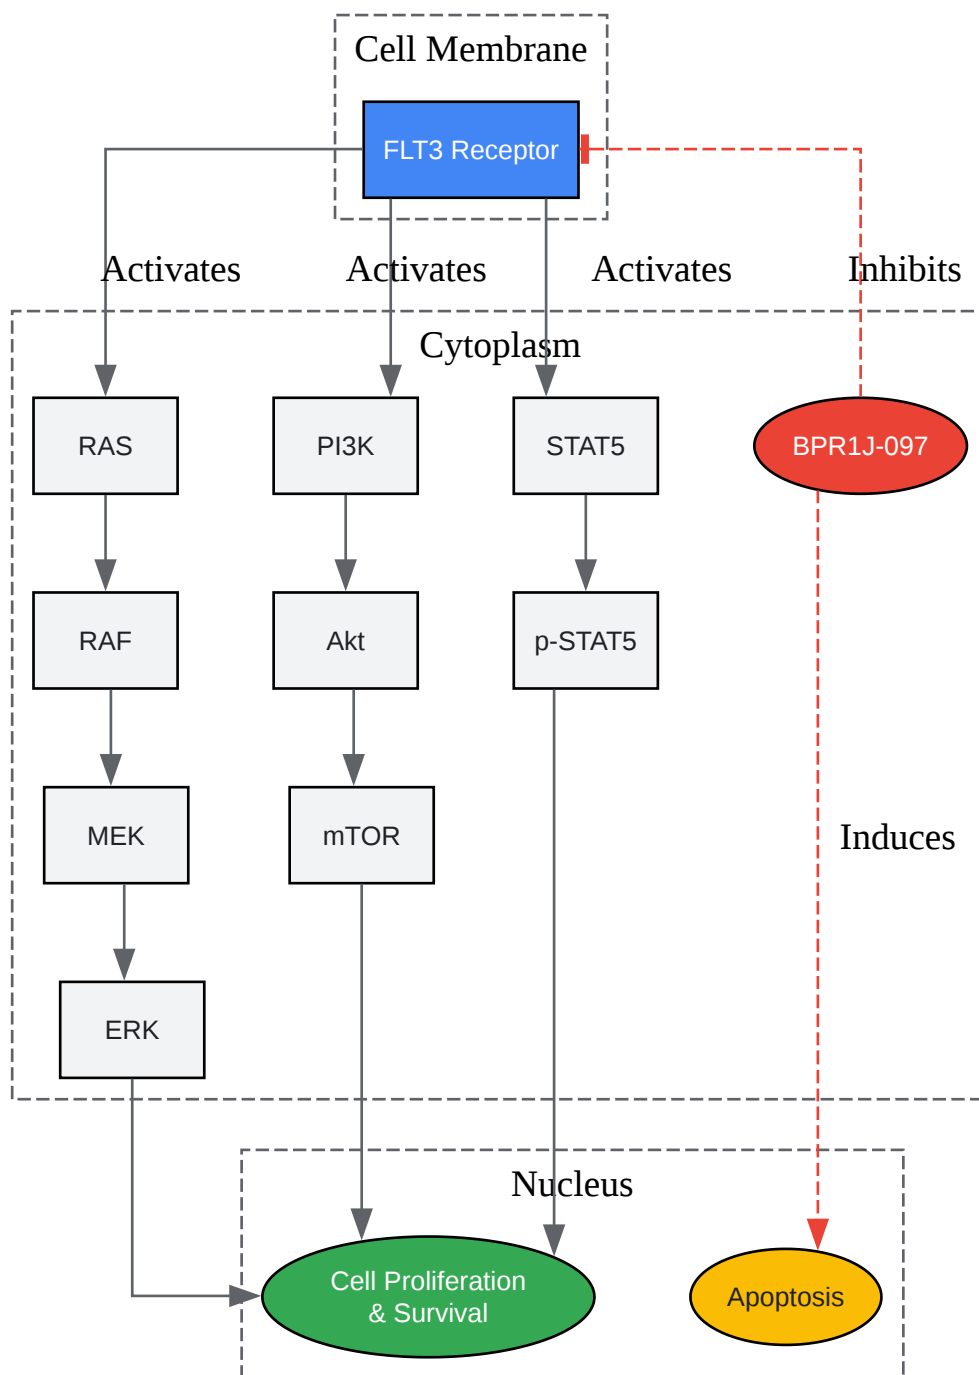 Cell Membrane
FLT3 Receptor
Activates
Activates
Activates
Inhibits
Cytoplasm
RAS
PI3K
STAT5
BPR1J-097
RAF
Akt
p-STAT5
MEK
mTOR
Induces
ERK
Nucleus
Cell Proliferation
& Survival
Apoptosis